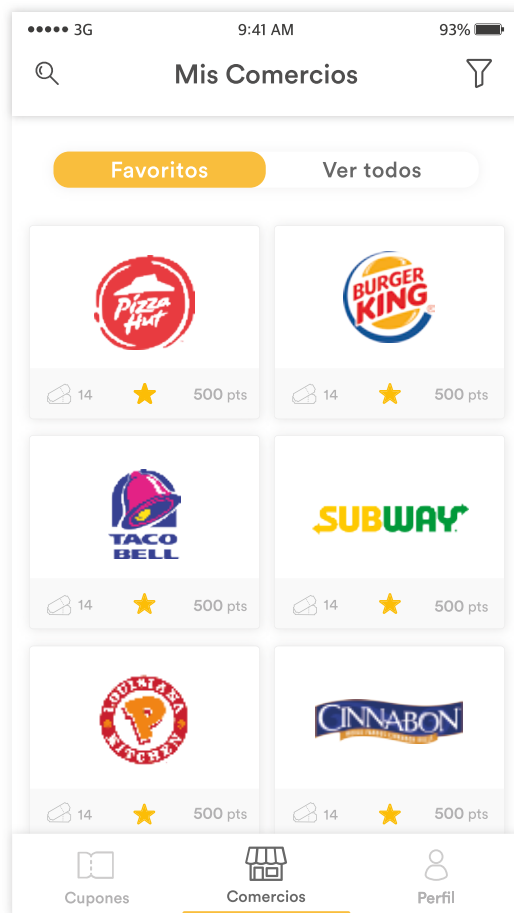 3G 9:41 AM 93%
Mis Comercios
Favoritos Ver todos
Pizza Hut
BURGER KING ®
14 500 pts 14 500 pts
TACO BELL
SUBWAY
14 500 pts 14 500 pts
LOUISIANA KITCHEN
P
CINNABON
14 500 pts 14 500 pts
Cupones Comercios Perfil